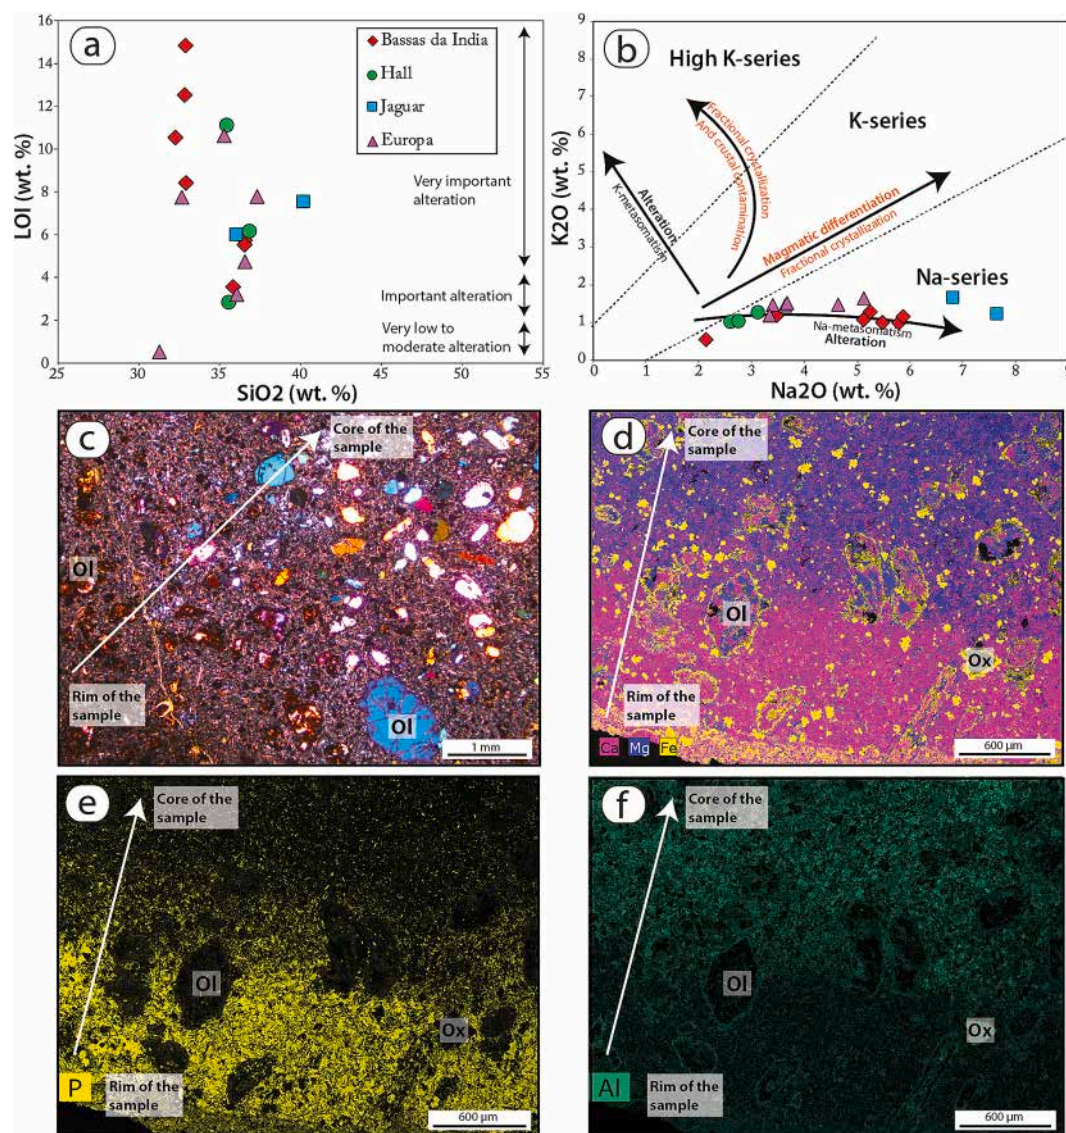 a
16
14
12
10
8
6
4
2
0
LOI (wt. %)
25
30
35
40
45
50
55
SiO2 (wt. %)
Bassas da India
Hall
Jaguar
Europa
Very important
alteration
Important alteration
Very low to
moderate alteration
b
9
8
7
6
5
4
3
2
1
0
K2O (wt. %)
0
1
2
3
4
5
6
7
8
9
Na2O (wt. %)
High K-series
K-series
Na-series
Fractional crystallization
And crustal contamination
Alteration
K-metasomatism
Magmatic differentiation
Fractional crystallization
Na-metasomatism
Alteration
c
Core of the
sample
Ol
Rim of the
sample
Ol
1 mm
d
Core of the
sample
Ol
Ox
Rim of the
sample
Ca
Mg
Fe
600 µm
e
Core of the
sample
Ol
Ox
P
Rim of the
sample
600 µm
f
Core of the
sample
Ol
Ox
Al
Rim of the
sample
600 µm